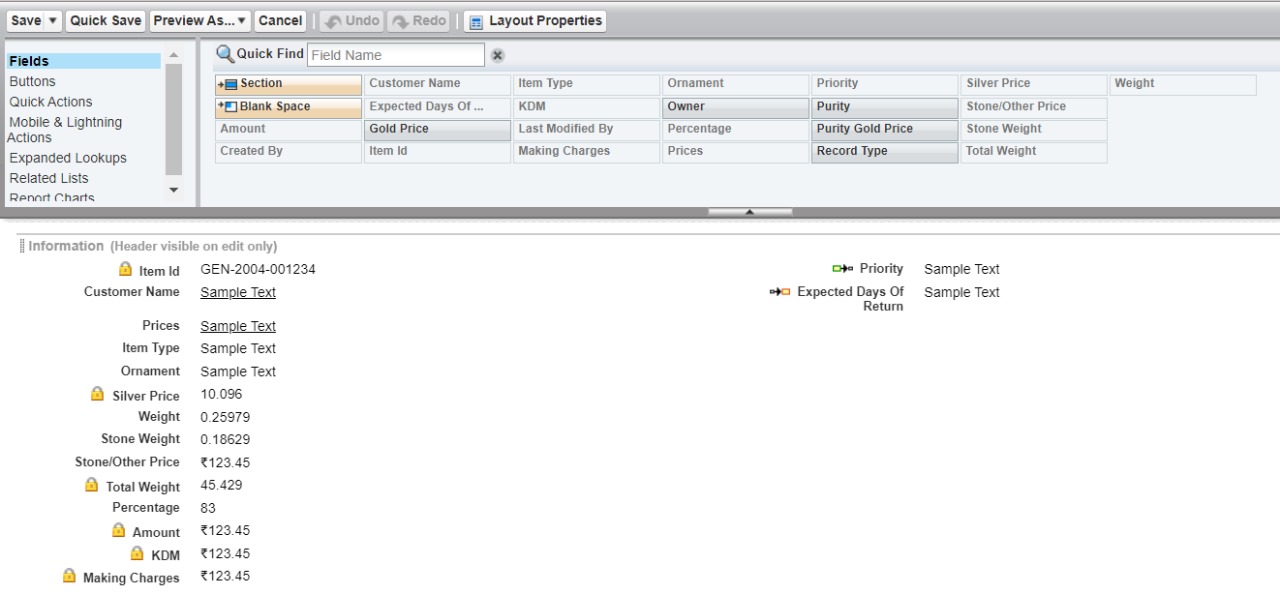 Save Quick Save Preview As... Cancel Undo Redo Layout Properties
Fields
Buttons
Quick Actions
Mobile & Lightning
Actions
Expanded Lookups
Related Lists
Report Charts
Quick Find Field Name
Section Customer Name Item Type Ornament Priority Silver Price Weight
Blank Space Expected Days Of ... KDM Owner Purity Stone/Other Price
Amount Gold Price Last Modified By Percentage Purity Gold Price Stone Weight
Created By Item Id Making Charges Prices Record Type Total Weight
Information (Header visible on edit only)
Item Id GEN-2004-001234
Customer Name Sample Text
Prices Sample Text
Item Type Sample Text
Ornament Sample Text
Silver Price 10.096
Weight 0.25979
Stone Weight 0.18629
Stone/Other Price ₹123.45
Total Weight 45.429
Percentage 83
Amount ₹123.45
KDM ₹123.45
Making Charges ₹123.45
Priority Sample Text
Expected Days Of Sample Text
Return